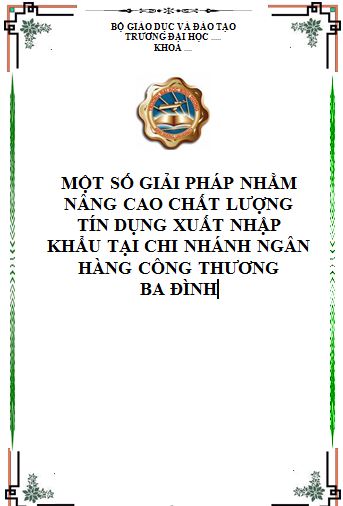 BỘ GIAO DỤC VÀ ĐÀO TẠO
TRƯỜNG ĐẠI HỌC .....
KHOA ...
MỘT SỐ GIẢI PHÁP NHẰM
NÂNG CAO CHẤT LƯỢNG
TÍN DỤNG XUẤT NHẬP
KHẨU TẠI CHI NHÁNH NGÂN
HÀNG CÔNG THƯƠNG
BA ĐÌNH